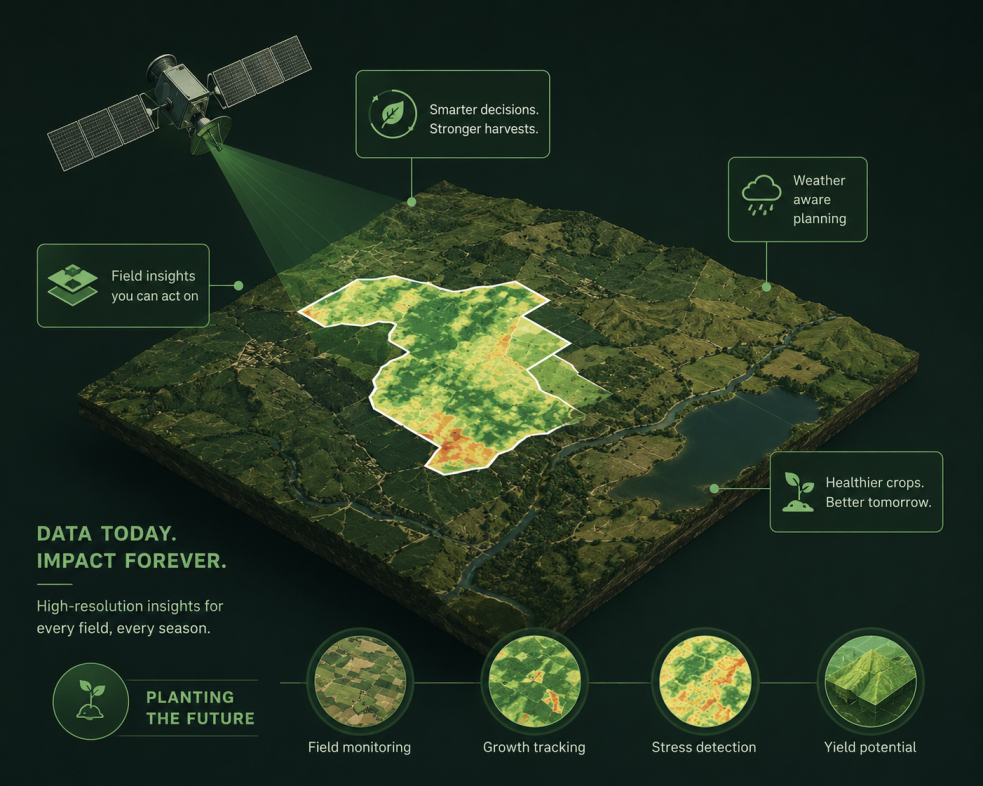 Smarter decisions.
Stronger harvests.
Weather
aware
planning
Field insights
you can act on
Healthier crops.
Better tomorrow.
DATA TODAY.
IMPACT FOREVER.
High-resolution insights for
every field, every season.
PLANTING
THE FUTURE
Field monitoring
Growth tracking
Stress detection
Yield potential